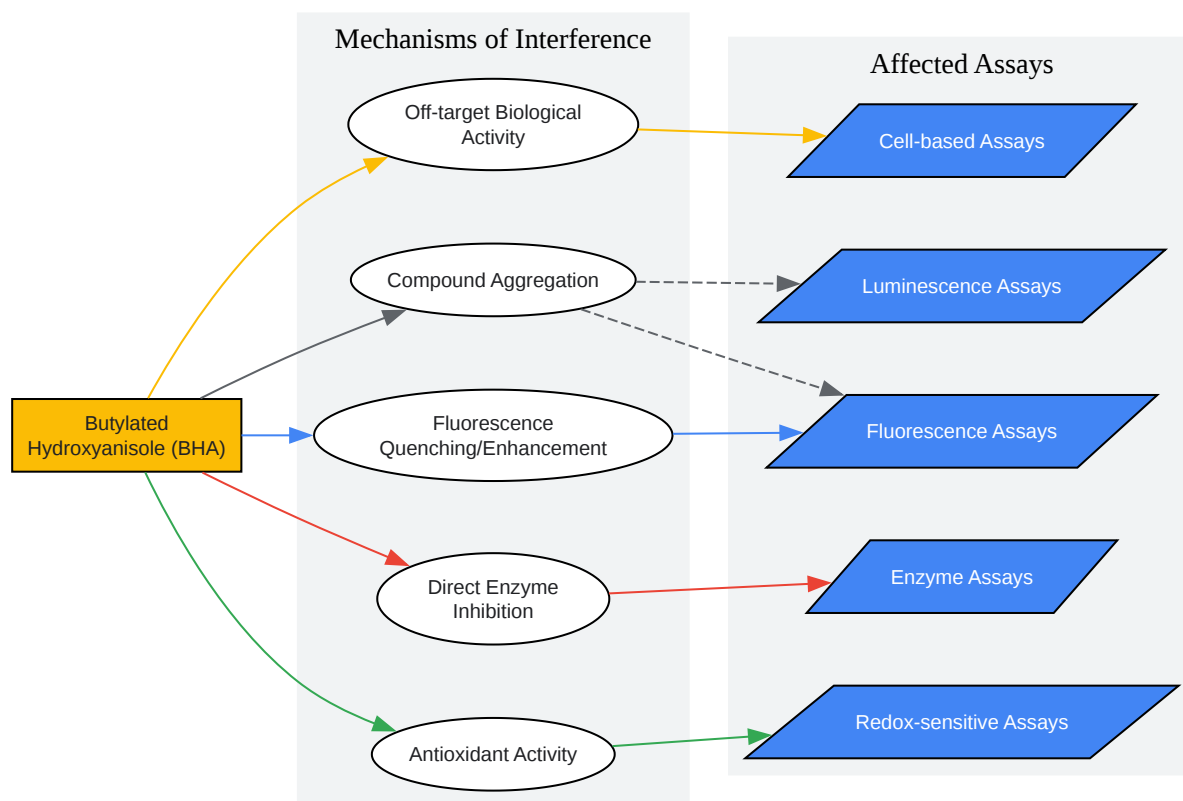 Mechanisms of Interference
Affected Assays
Off-target Biological
Activity
Cell-based Assays
Compound Aggregation
Luminescence Assays
Butylated
Hydroxyanisole (BHA)
Fluorescence
Quenching/Enhancement
Fluorescence Assays
Direct Enzyme
Inhibition
Enzyme Assays
Antioxidant Activity
Redox-sensitive Assays